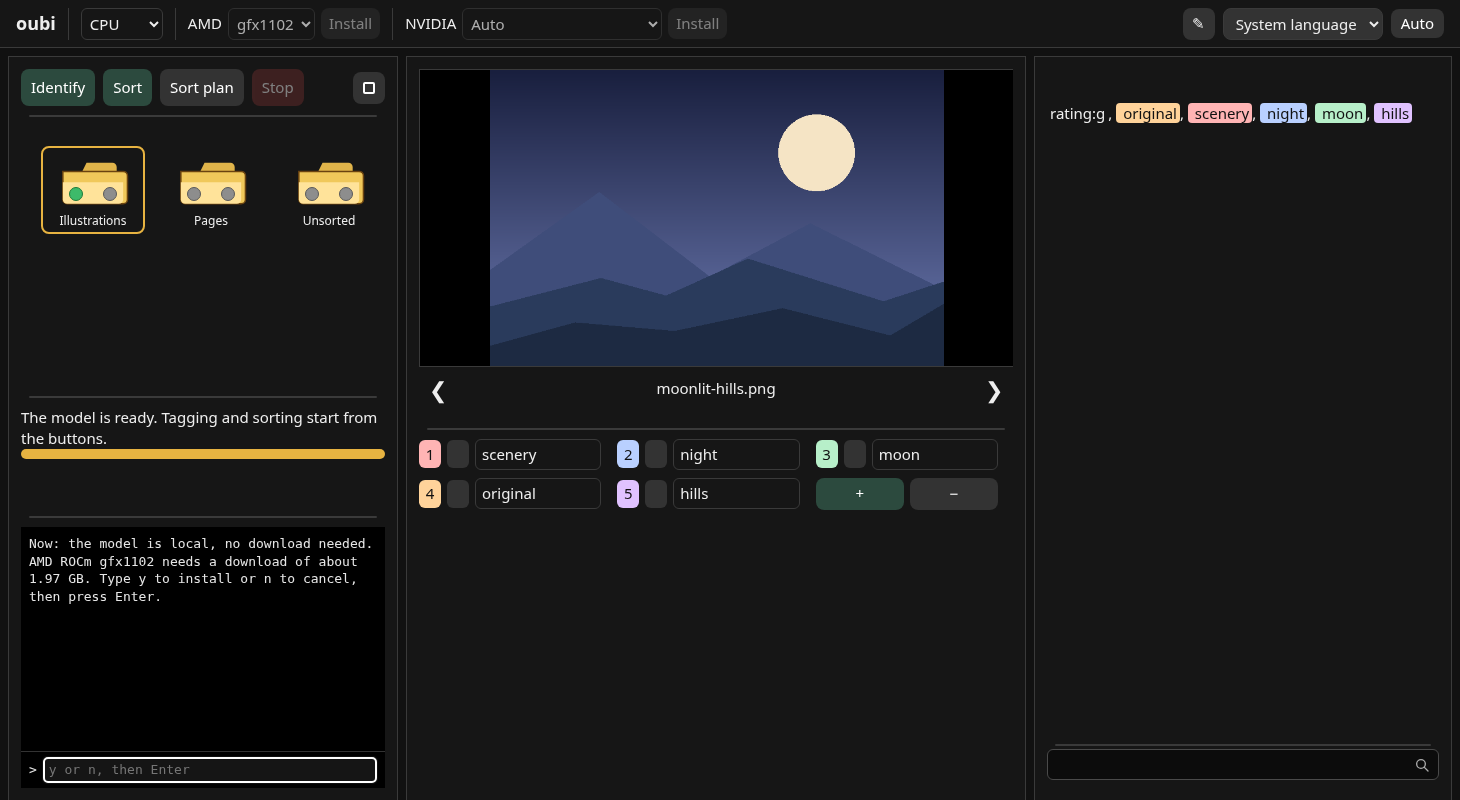 oubi CPU AMD gfx1102 Install NVIDIA Auto Install ✎ System language Auto
Identify Sort Sort plan Stop
Illustrations Pages Unsorted
The model is ready. Tagging and sorting start from
the buttons.
Now: the model is local, no download needed.
AMD ROCm gfx1102 needs a download of about
1.97 GB. Type y to install or n to cancel,
then press Enter.
> y or n, then Enter
❮ moonlit-hills.png ❯
1 scenery 2 night 3 moon
4 original 5 hills + −
rating:g, original, scenery, night, moon, hills